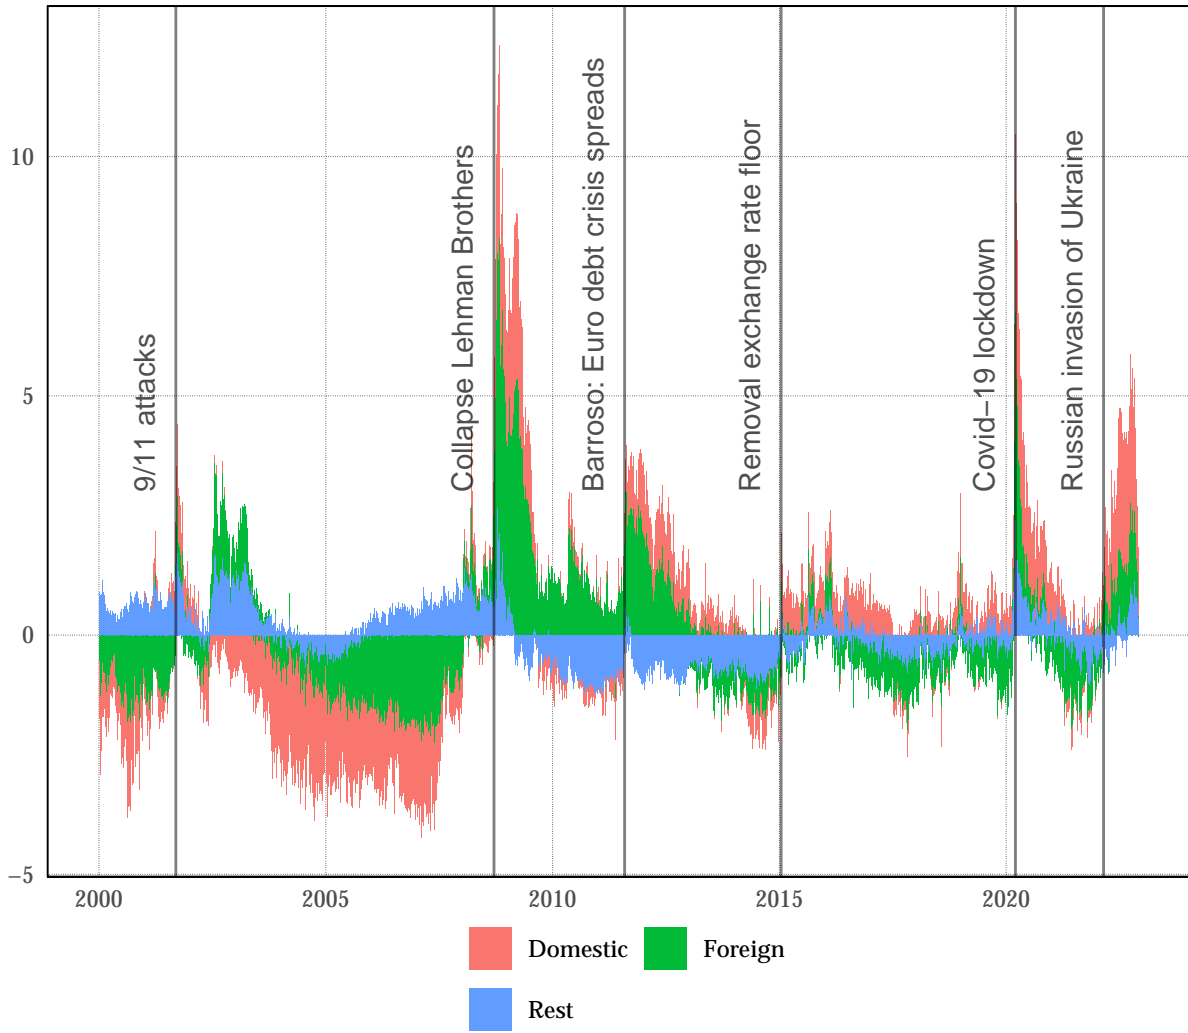 10
5
0
−5
9/11 attacks
Collapse Lehman Brothers
Barroso: Euro debt crisis spreads
Removal exchange rate floor
Covid−19 lockdown
Russian invasion of Ukraine
2000 2005 2010 2015 2020
Domestic Foreign
Rest